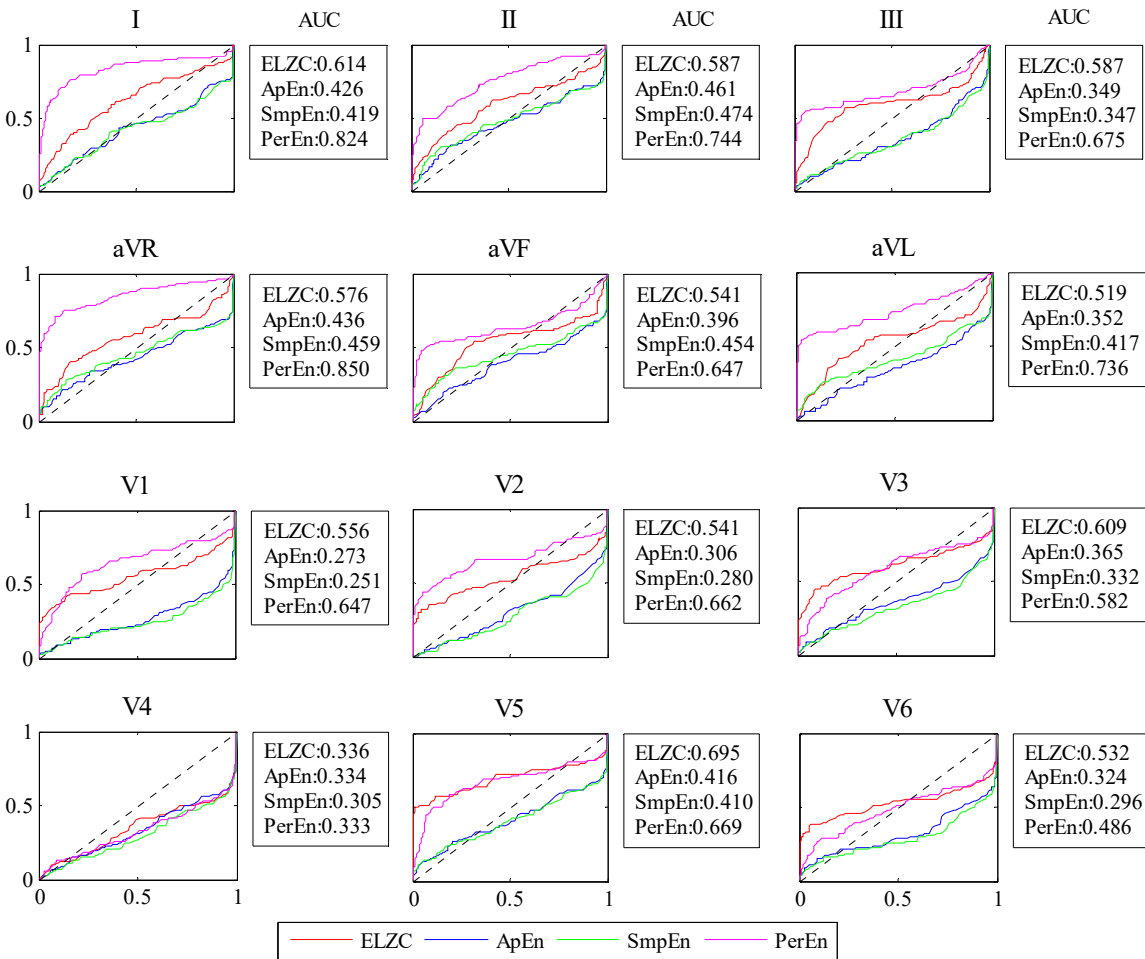 I AUC II AUC III AUC
1
0.5
0
ELZC:0.614
ApEn:0.426
SmpEn:0.419
PerEn:0.824
ELZC:0.587
ApEn:0.461
SmpEn:0.474
PerEn:0.744
ELZC:0.587
ApEn:0.349
SmpEn:0.347
PerEn:0.675
aVR aVF aVL
1
0.5
0
ELZC:0.576
ApEn:0.436
SmpEn:0.459
PerEn:0.850
ELZC:0.541
ApEn:0.396
SmpEn:0.454
PerEn:0.647
ELZC:0.519
ApEn:0.352
SmpEn:0.417
PerEn:0.736
V1 V2 V3
1
0.5
0
ELZC:0.556
ApEn:0.273
SmpEn:0.251
PerEn:0.647
ELZC:0.541
ApEn:0.306
SmpEn:0.280
PerEn:0.662
ELZC:0.609
ApEn:0.365
SmpEn:0.332
PerEn:0.582
V4 V5 V6
1
0.5
0
ELZC:0.336
ApEn:0.334
SmpEn:0.305
PerEn:0.333
ELZC:0.695
ApEn:0.416
SmpEn:0.410
PerEn:0.669
ELZC:0.532
ApEn:0.324
SmpEn:0.296
PerEn:0.486
0 0.5 1 0 0.5 1 0 0.5 1
ELZC ApEn SmpEn PerEn